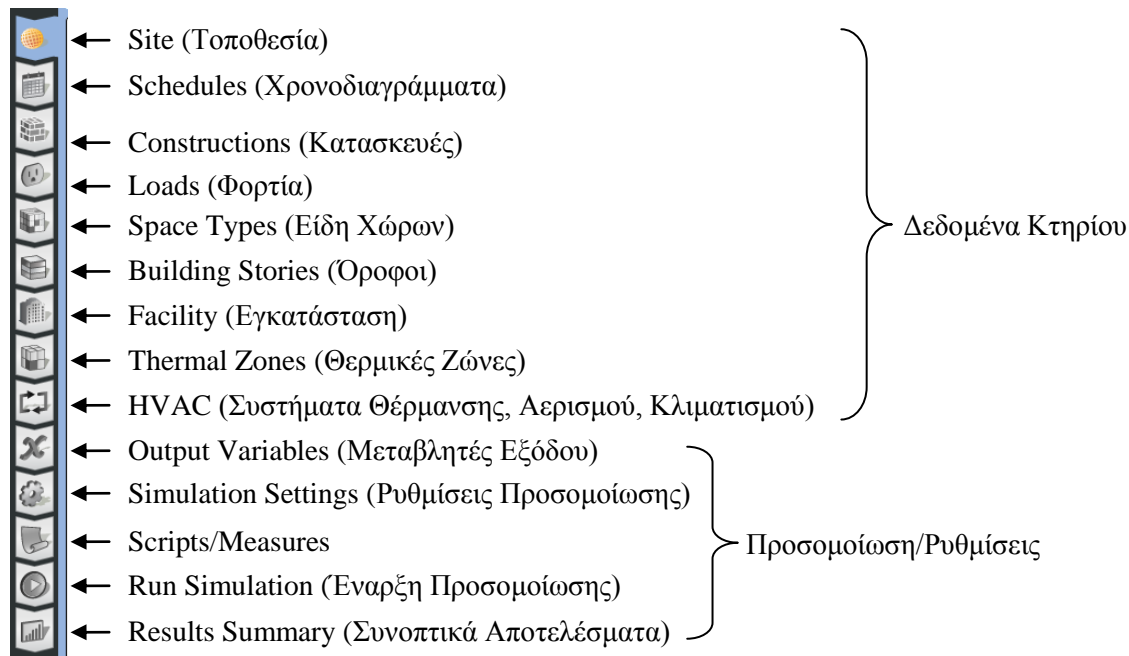 Site (Τοποθεσία)
Schedules (Χρονοδιαγράμματα)
Constructions (Κατασκευές)
Loads (Φορτία)
Space Types (Είδη Χώρων)
Building Stories (Όροφοι)
Facility (Εγκατάσταση)
Thermal Zones (Θερμικές Ζώνες)
HVAC (Συστήματα Θέρμανσης, Αερισμού, Κλιματισμού)
Δεδομένα Κτηρίου
Output Variables (Μεταβλητές Εξόδου)
Simulation Settings (Ρυθμίσεις Προσομοίωσης)
Scripts/Measures
Run Simulation (Έναρξη Προσομοίωσης)
Results Summary (Συνοπτικά Αποτελέσματα)
Προσομοίωση/Ρυθμίσεις